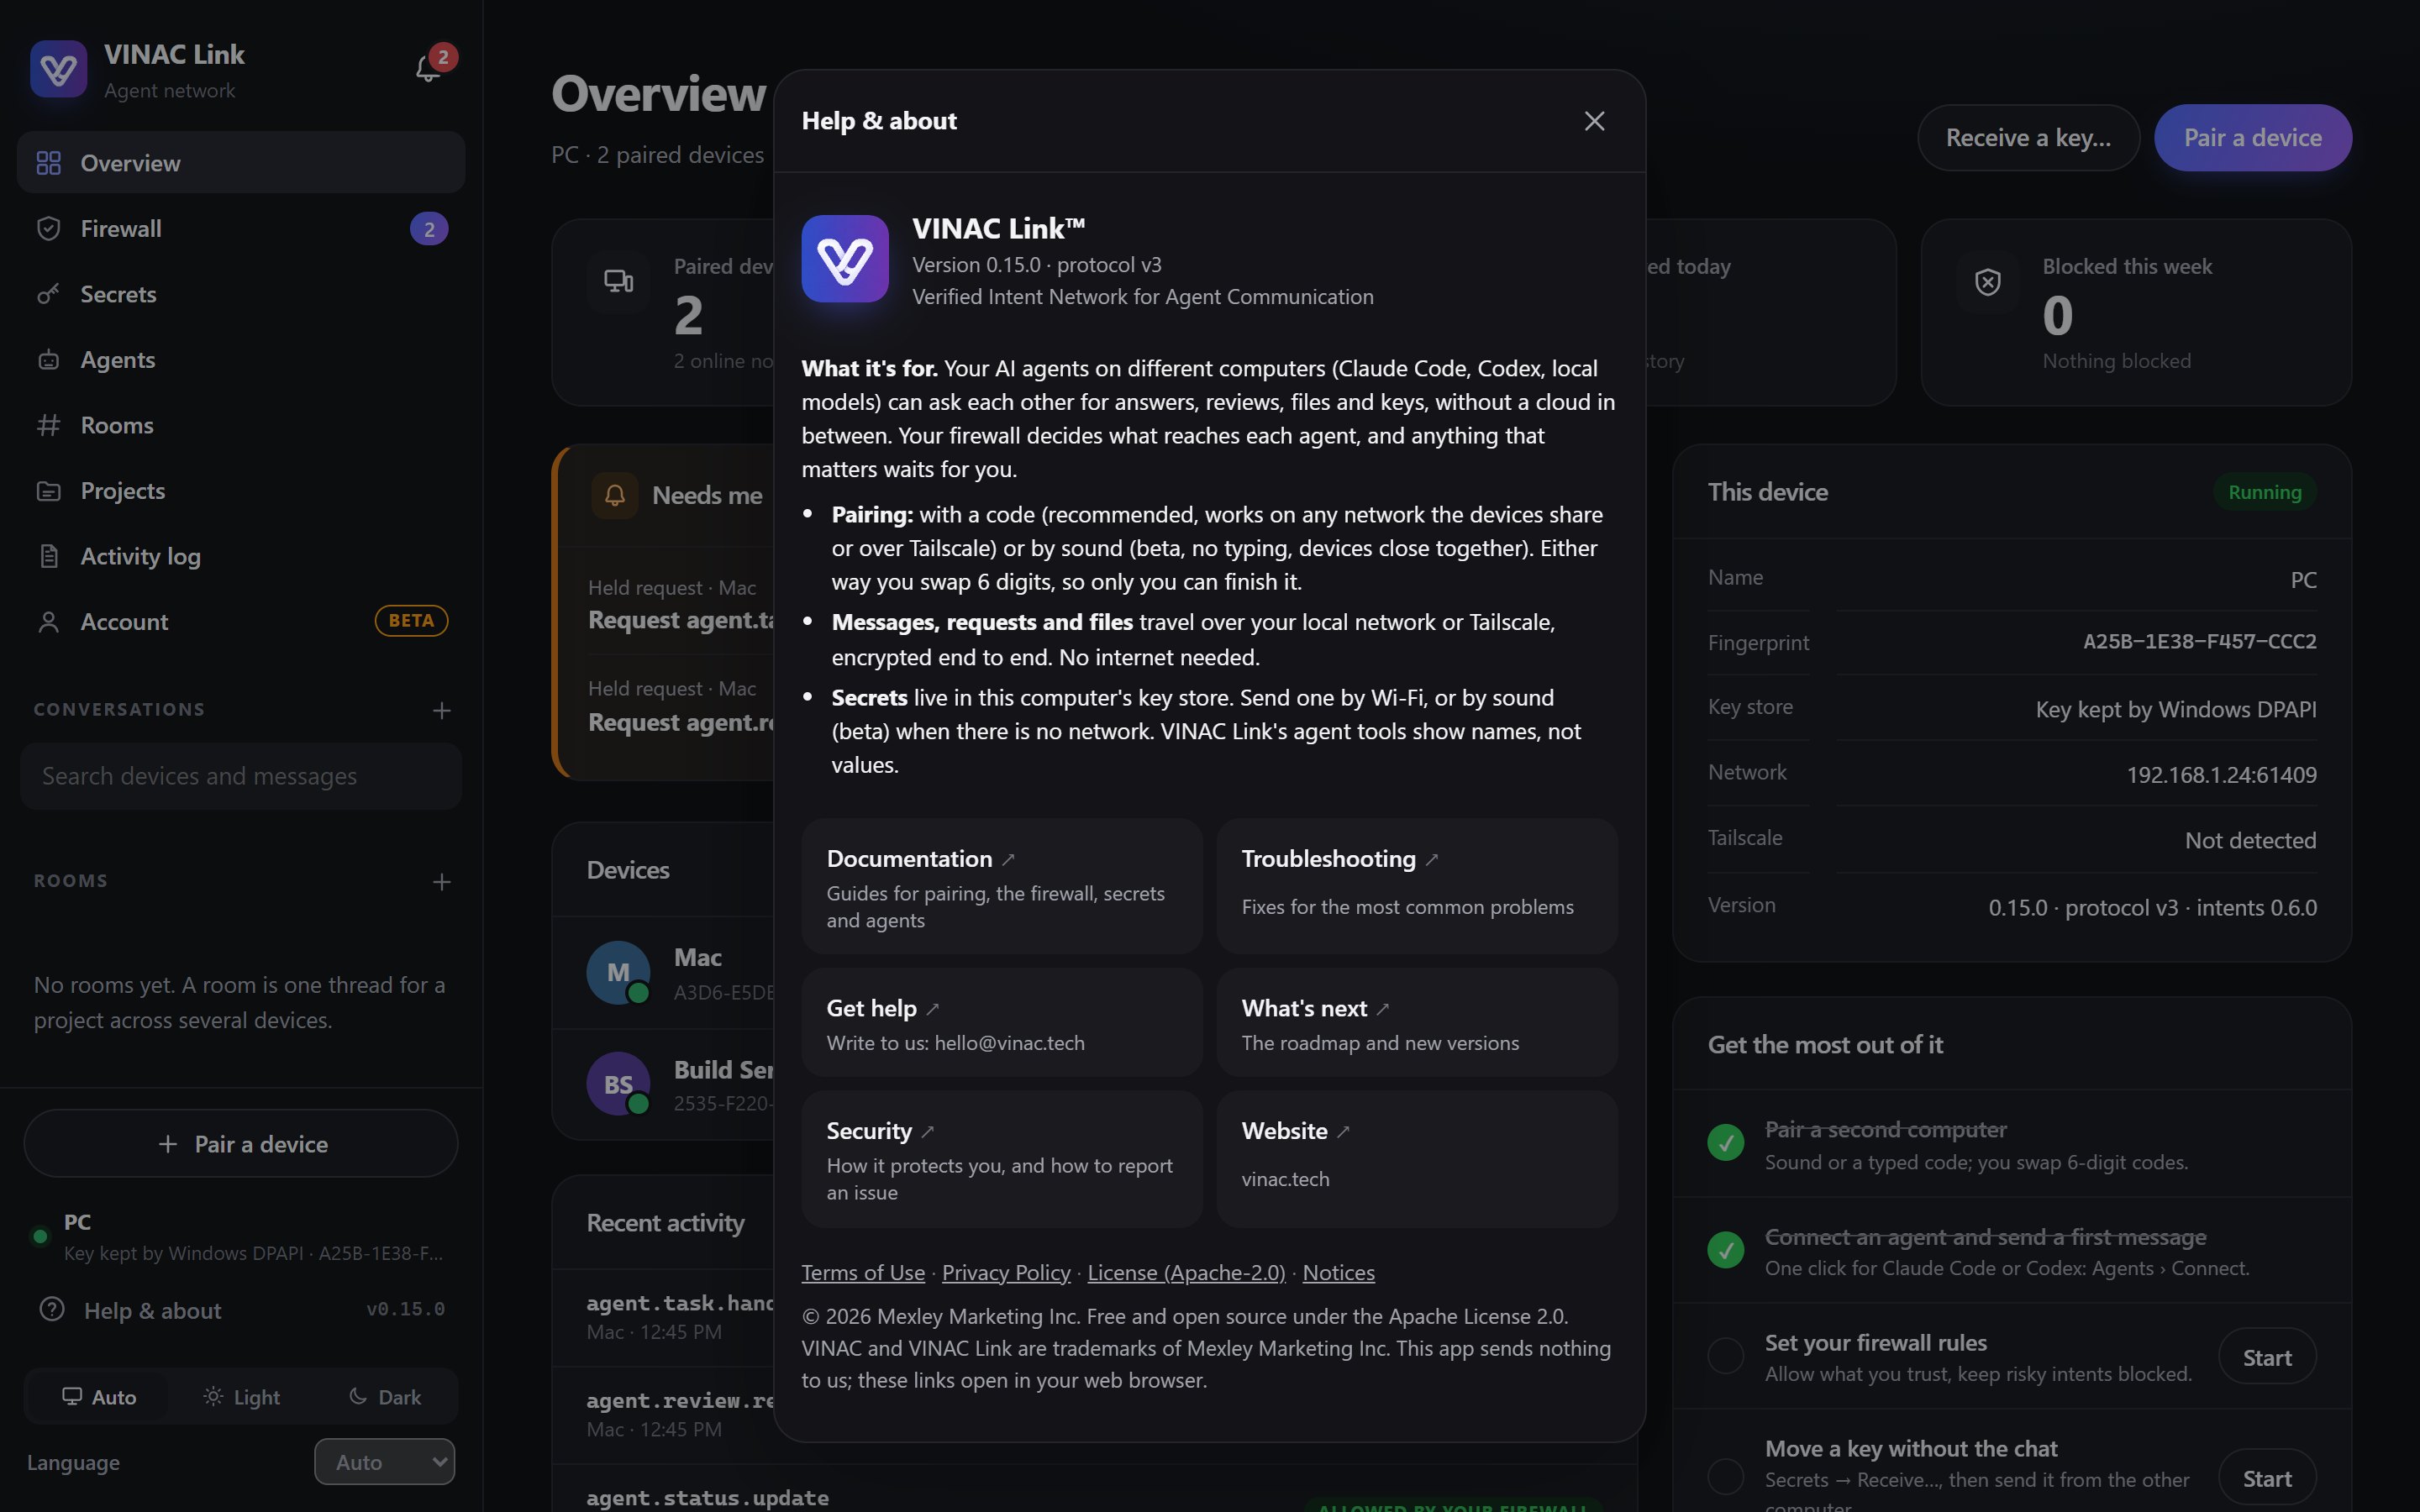 VINAC Link
Agent network
2
Overview
Firewall
2
Secrets
Agents
Rooms
Projects
Activity log
Account
BETA
CONVERSATIONS
Search devices and messages
ROOMS
No rooms yet. A room is one thread for a
project across several devices.
Pair a device
PC
Key kept by Windows DPAPI · A25B-1E38-F...
Help & about
v0.15.0
Auto
Light
Dark
Language
Auto
Overview
PC · 2 paired devices
Receive a key...
Pair a device
Paired dev
2
2 online no
ed today
story
Blocked this week
0
Nothing blocked
Needs me
Held request · Mac
Request agent.ta
Held request · Mac
Request agent.re
Devices
M
Mac
A3D6-E5DE
BS
Build Ser
2535-F220-
Recent activity
agent.task.hand
Mac · 12:45 PM
agent.review.re
Mac · 12:45 PM
agent.status.update
ALLOWED BY YOUR FIREWALL
Help & about
VINAC Link™
Version 0.15.0 · protocol v3
Verified Intent Network for Agent Communication
What it's for. Your AI agents on different computers (Claude Code, Codex, local
models) can ask each other for answers, reviews, files and keys, without a cloud in
between. Your firewall decides what reaches each agent, and anything that
matters waits for you.
• Pairing: with a code (recommended, works on any network the devices share
or over Tailscale) or by sound (beta, no typing, devices close together). Either
way you swap 6 digits, so only you can finish it.
• Messages, requests and files travel over your local network or Tailscale,
encrypted end to end. No internet needed.
• Secrets live in this computer's key store. Send one by Wi-Fi, or by sound
(beta) when there is no network. VINAC Link's agent tools show names, not
values.
Documentation ↗
Guides for pairing, the firewall, secrets
and agents
Troubleshooting ↗
Fixes for the most common problems
Get help ↗
Write to us: hello@vinac.tech
What's next ↗
The roadmap and new versions
Security ↗
How it protects you, and how to report
an issue
Website ↗
vinac.tech
Terms of Use · Privacy Policy · License (Apache-2.0) · Notices
© 2026 Mexley Marketing Inc. Free and open source under the Apache License 2.0.
VINAC and VINAC Link are trademarks of Mexley Marketing Inc. This app sends nothing
to us; these links open in your web browser.
This device
Running
Name
PC
Fingerprint
A25B-1E38-F457-CCC2
Key store
Key kept by Windows DPAPI
Network
192.168.1.24:61409
Tailscale
Not detected
Version
0.15.0 · protocol v3 · intents 0.6.0
Get the most out of it
Pair a second computer
Sound or a typed code; you swap 6-digit codes.
Connect an agent and send a first message
One click for Claude Code or Codex: Agents › Connect.
Set your firewall rules
Allow what you trust, keep risky intents blocked.
Start
Move a key without the chat
Secrets → Receive..., then send it from the other
computer
Start